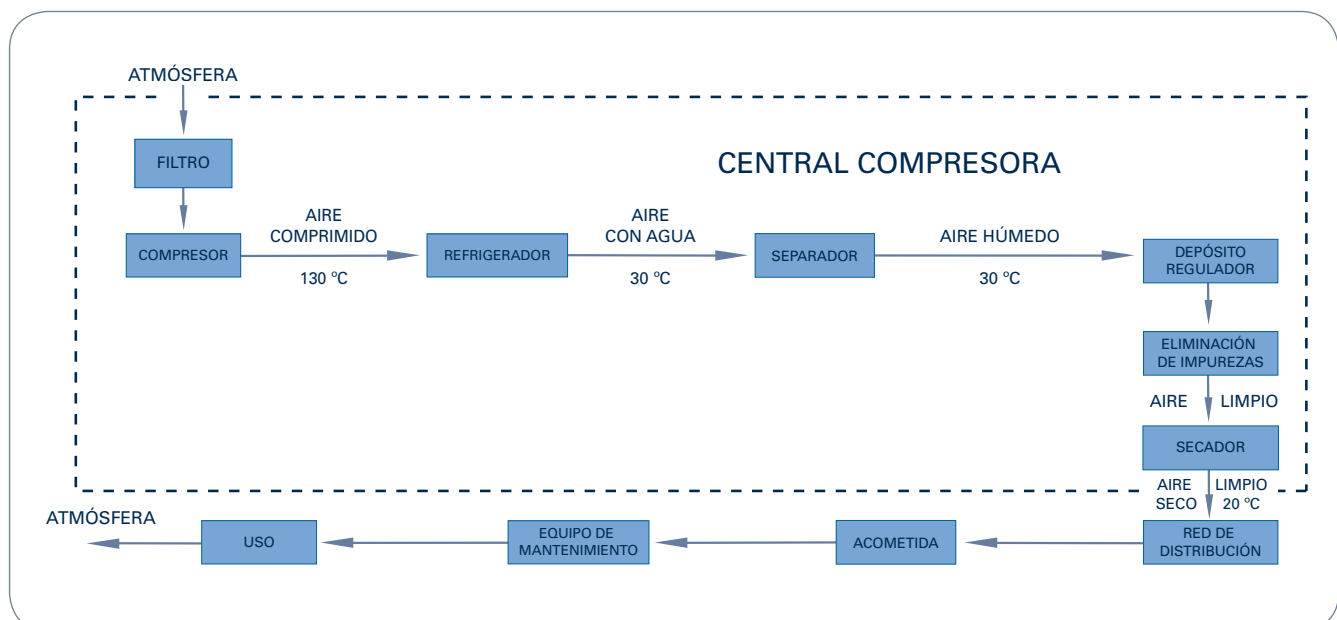 ATMÓSFERA
FILTRO
CENTRAL COMPRESORA
COMPRESOR
AIRE
COMPRIMIDO
130 ºC
REFRIGERADOR
AIRE
CON AGUA
30 ºC
SEPARADOR
AIRE HÚMEDO
30 ºC
DEPÓSITO
REGULADOR
ELIMINACIÓN
DE IMPUREZAS
AIRE LIMPIO
SECADOR
AIRE LIMPIO
SECO 20 ºC
RED DE
DISTRIBUCIÓN
ACOMETIDA
EQUIPO DE
MANTENIMIENTO
USO
ATMÓSFERA